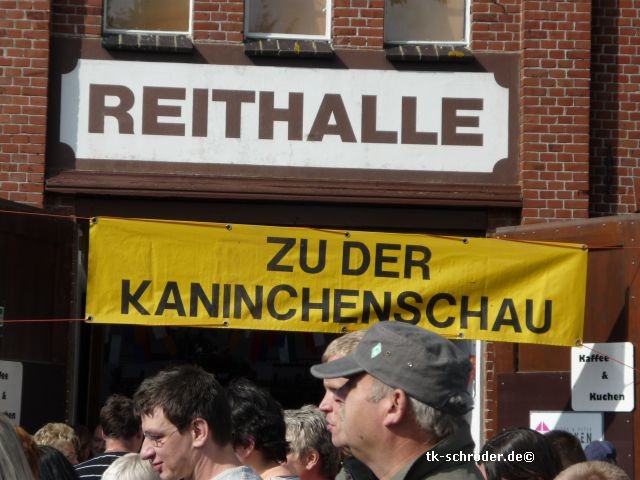 REITHALLE
ZU DER
KANINCHENSCHAU
Kaffee
&
Kuchen
tk-schroder.de©